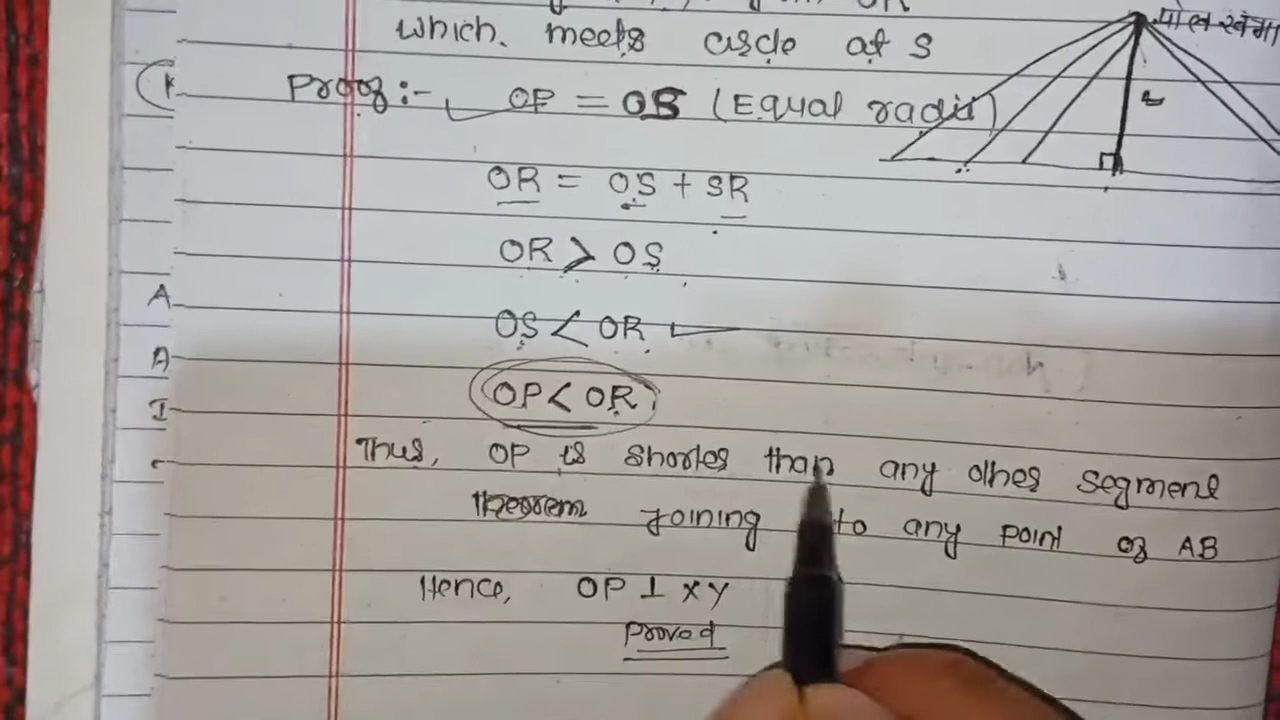 which meets circle at S
Proof:- OP = OS (Equal radii)
OR = OS + SR
OR > OS
OS < OR
OP < OR
Thus, OP is shorter than any other segment
theorem joining to any point of AB
Hence, OP ⊥ XY
Proved
A
A
I